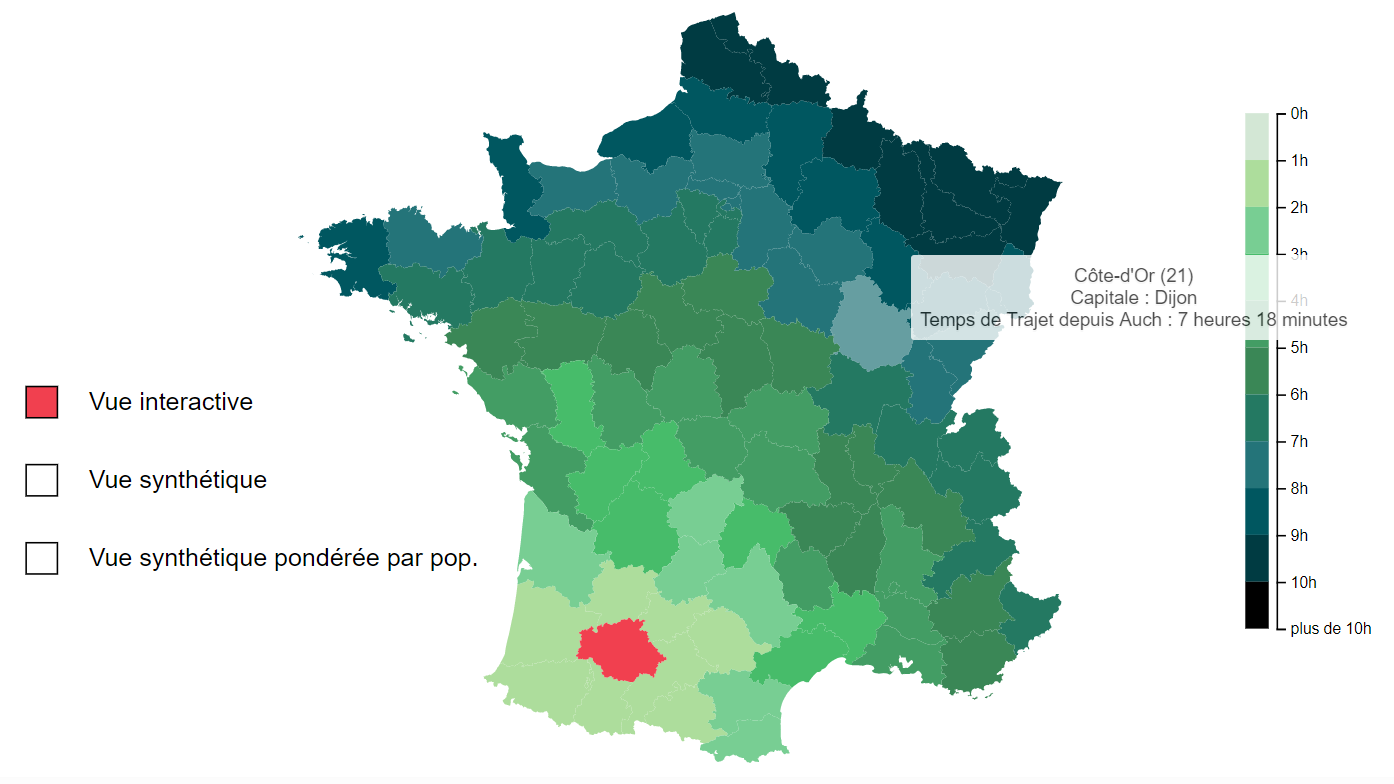 0h
1h
2h
3h
Côte-d'Or (21)
Capitale : Dijon
4h
Temps de Trajet depuis Auch : 7 heures 18 minutes
5h
6h
7h
8h
9h
10h
plus de 10h
Vue interactive
Vue synthétique
Vue synthétique pondérée par pop.